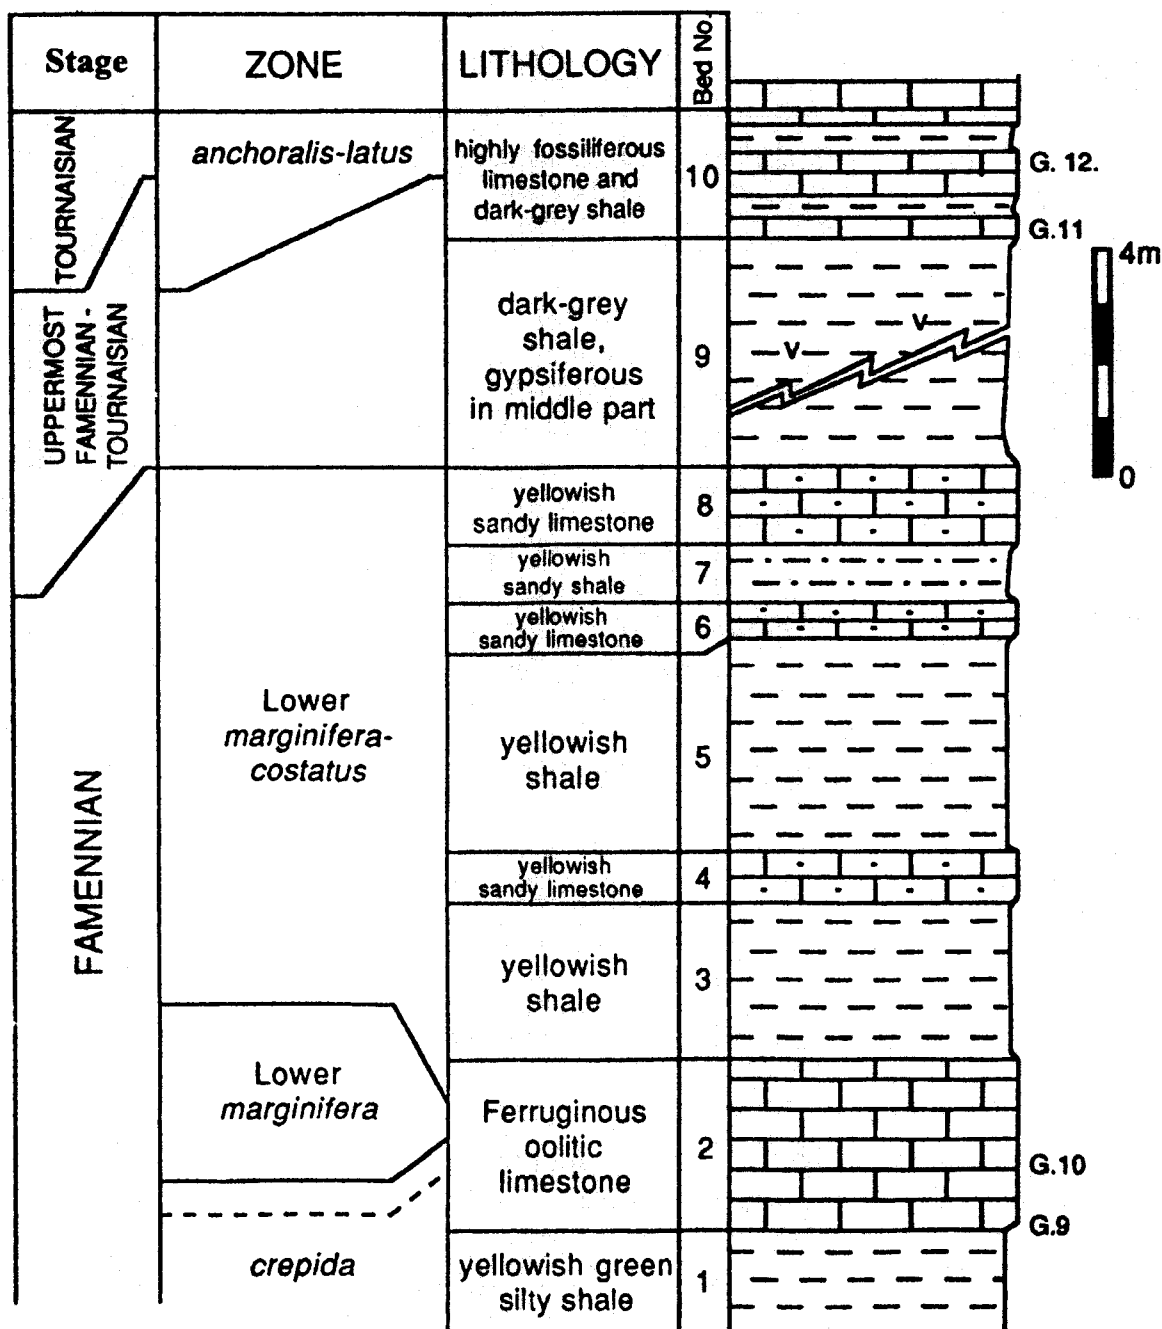 Stage
ZONE
LITHOLOGY
Bed No.
TOURNAISIAN
anchoralis-latus
highly fossiliferous
limestone and
dark-grey shale
10
G. 12.
G.11
UPPERMOST
FAMENNIAN-
TOURNAISIAN
dark-grey
shale,
gypsiferous
in middle part
9
V
V
4m
0
yellowish
sandy limestone
8
yellowish
sandy shale
7
yellowish
sandy limestone
6
FAMENNIAN
Lower
marginifera-
costatus
yellowish
shale
5
yellowish
sandy limestone
4
yellowish
shale
3
Lower
marginifera
Ferruginous
oolitic
limestone
2
G.10
G.9
crepida
yellowish green
silty shale
1